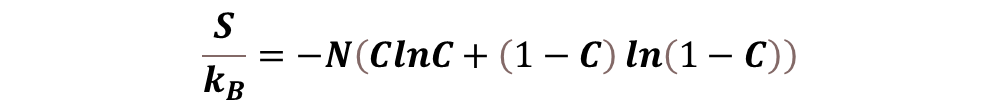 S/k_B = −N(ClnC + (1 − C) ln(1 − C))